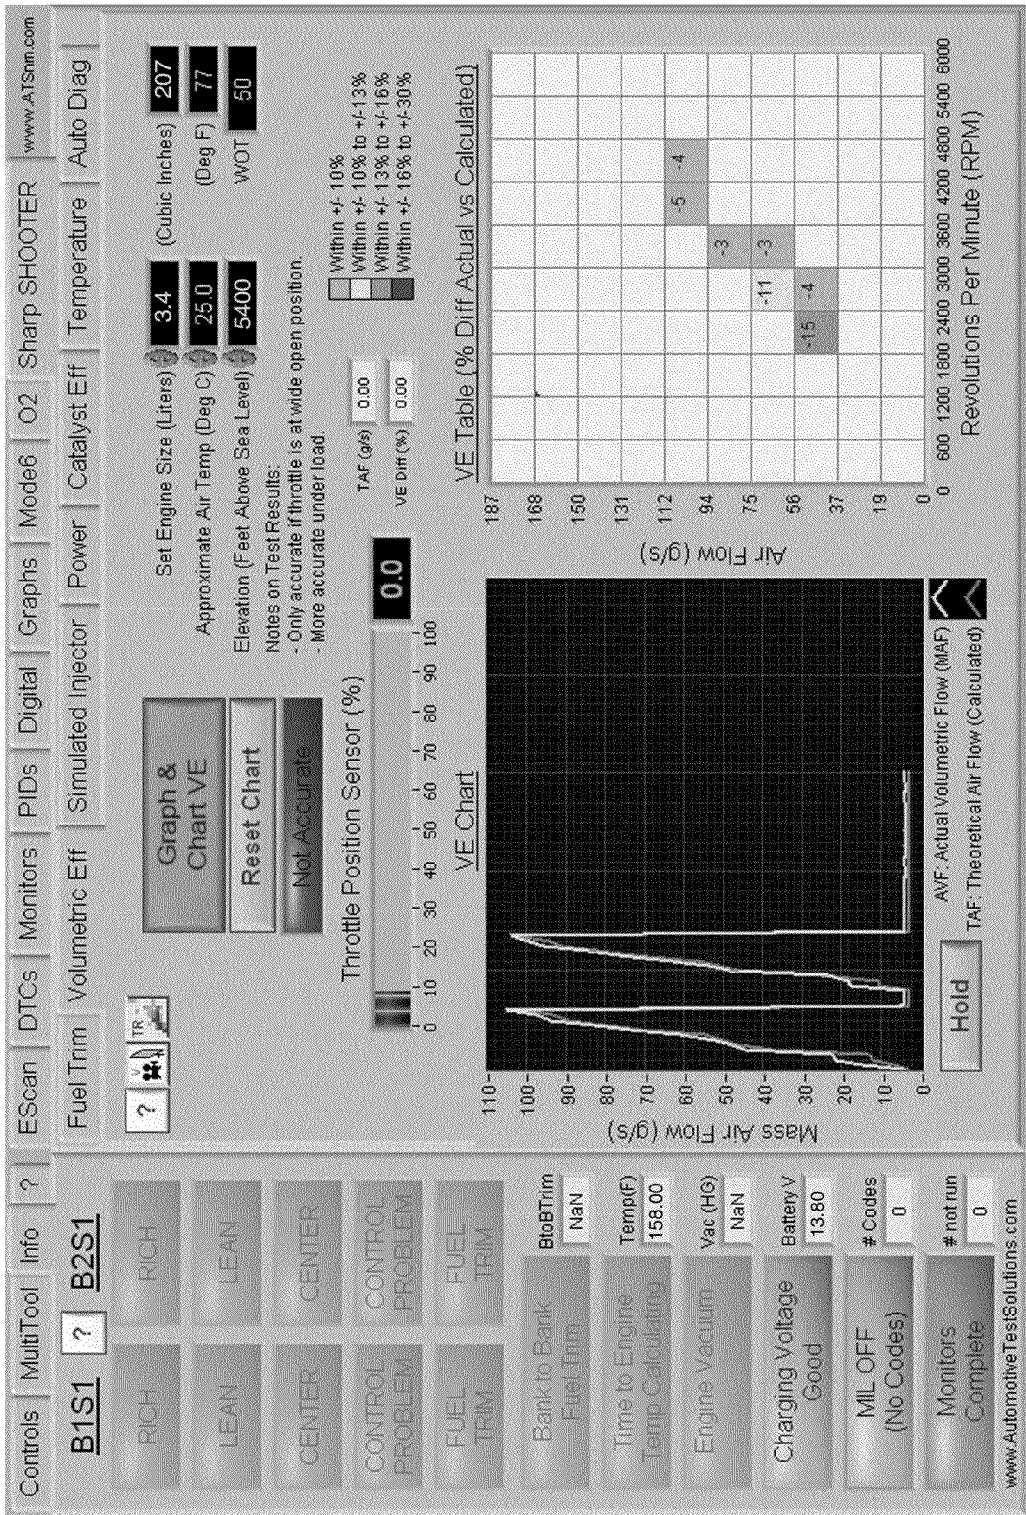 Controls MultiTool Info ? EScan DTCs Monitors PIDs Digital Graphs Mode6 O2 Sharp SHOOTER www.ATSnm.com
Fuel Trim Volumetric Eff Simulated Injector Power Catalyst Eff Temperature Auto Diag
B1S1 ? B2S1
RICH RICH
LEAN LEAN
CENTER CENTER
CONTROL PROBLEM CONTROL PROBLEM
FUEL TRIM FUEL TRIM
Bank to Bank
Fuel Trim
BtoBTrim
NaN
Time to Engine
Temp Calculating
Temp(F)
158.00
Engine Vacuum
Vac (HG)
NaN
Charging Voltage
Good
Battery V
13.80
MIL OFF
(No Codes)
# Codes
0
Monitors
Complete
# not run
0
www.AutomotiveTestSolutions.com
? V TR
Graph &
Chart VE
Reset Chart
Not Accurate
Set Engine Size (Liters) 3.4 (Cubic Inches) 207
Approximate Air Temp (Deg C) 25.0 (Deg F) 77
Elevation (Feet Above Sea Level) 5400 WOT 50
Notes on Test Results:
- Only accurate if throttle is at wide open position.
- More accurate under load.
Within +/- 10%
Within +/- 10% to +/-13%
Within +/- 13% to +/-16%
Within +/- 16% to +/-30%
Throttle Position Sensor (%)
0.0
0 10 20 30 40 50 60 70 80 90 100
TAF (g/s) 0.00
VE Diff (%) 0.00
VE Chart
Mass Air Flow (g/s)
110
100
90
80
70
60
50
40
30
20
10
0
Hold
AVF: Actual Volumetric Flow (MAF)
TAF: Theoretical Air Flow (Calculated)
VE Table (% Diff Actual vs Calculated)
Air Flow (g/s)
187
168
150
131
112
94
75
56
37
19
0
-5 -4
-3
-11 -3
-15 -4
0 600 1200 1800 2400 3000 3600 4200 4800 5400 6000
Revolutions Per Minute (RPM)